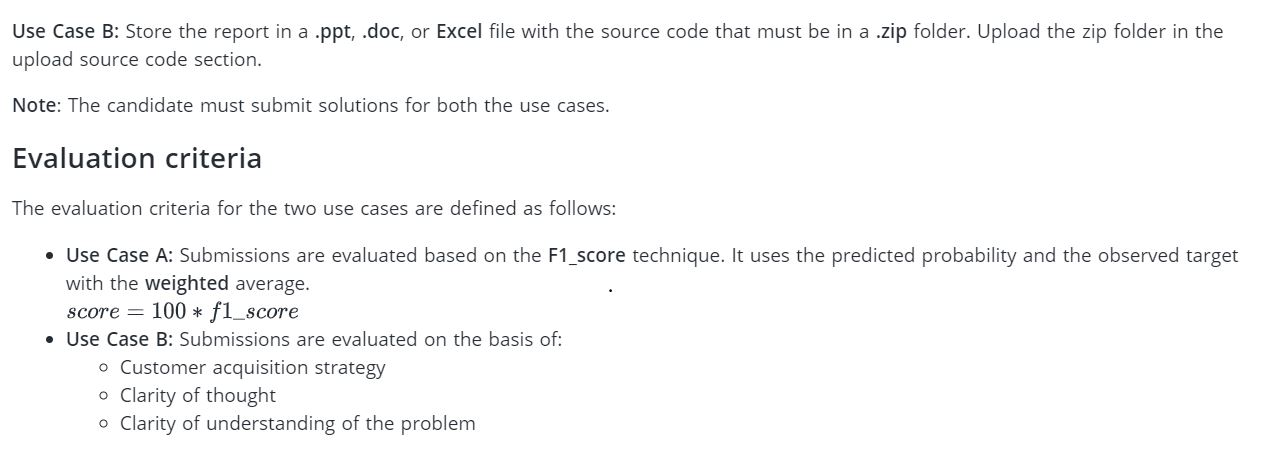 Use Case B: Store the report in a .ppt, .doc, or Excel file with the source code that must be in a .zip folder. Upload the zip folder in the
upload source code section.
Note: The candidate must submit solutions for both the use cases.
Evaluation criteria
The evaluation criteria for the two use cases are defined as follows:
• Use Case A: Submissions are evaluated based on the F1_score technique. It uses the predicted probability and the observed target
with the weighted average.
score = 100 * f1_score
• Use Case B: Submissions are evaluated on the basis of:
○ Customer acquisition strategy
○ Clarity of thought
○ Clarity of understanding of the problem